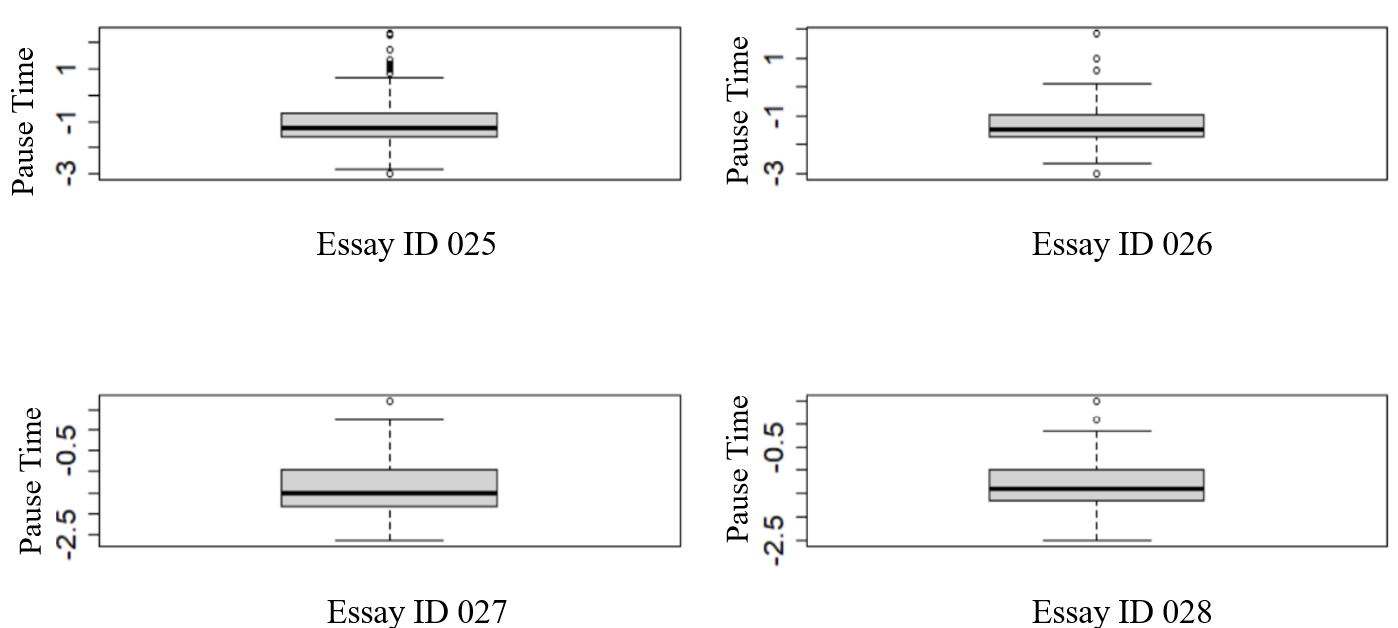 Pause Time
1
-1
-3
Essay ID 025
Pause Time
1
-1
-3
Essay ID 026
Pause Time
-0.5
-2.5
Essay ID 027
Pause Time
-0.5
-2.5
Essay ID 028